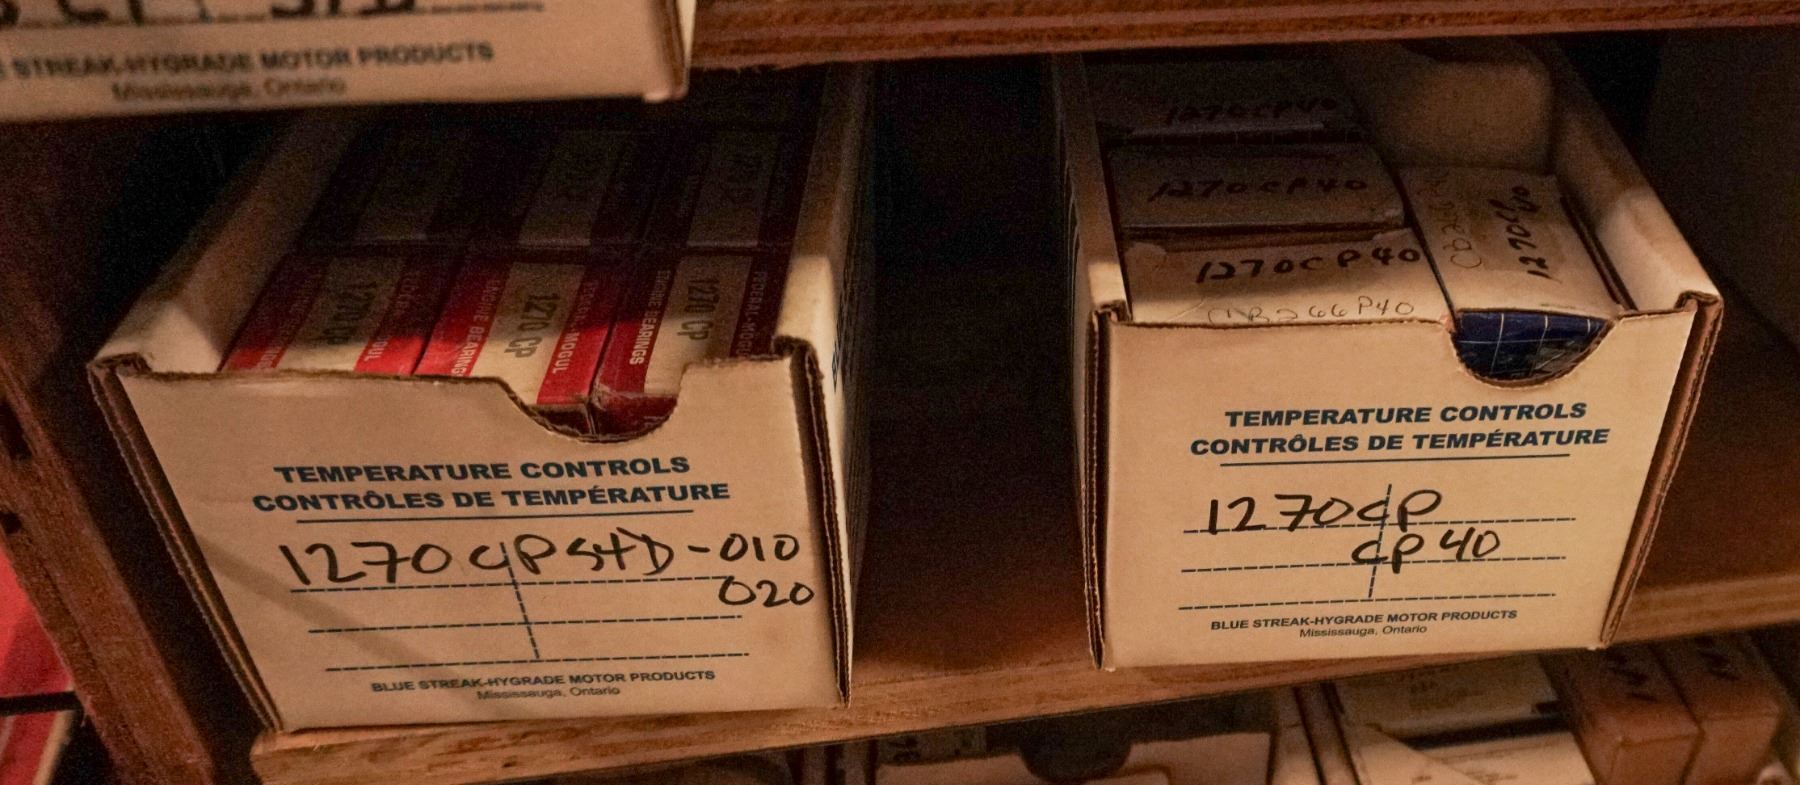 STREAK-HYGRADE MOTOR PRODUCTS
Mississauga, Ontario
1270 CP
1270 CP
ENGINE BEARINGS
1270 CP
TEMPERATURE CONTROLS
CONTRÔLES DE TEMPÉRATURE
1270 CP StD-010
020
BLUE STREAK-HYGRADE MOTOR PRODUCTS
Mississauga, Ontario
1270CP40
1270CP40
1270CP40
CB266P40
1270CP40
TEMPERATURE CONTROLS
CONTRÔLES DE TEMPÉRATURE
1270CP
CP40
BLUE STREAK-HYGRADE MOTOR PRODUCTS
Mississauga, Ontario